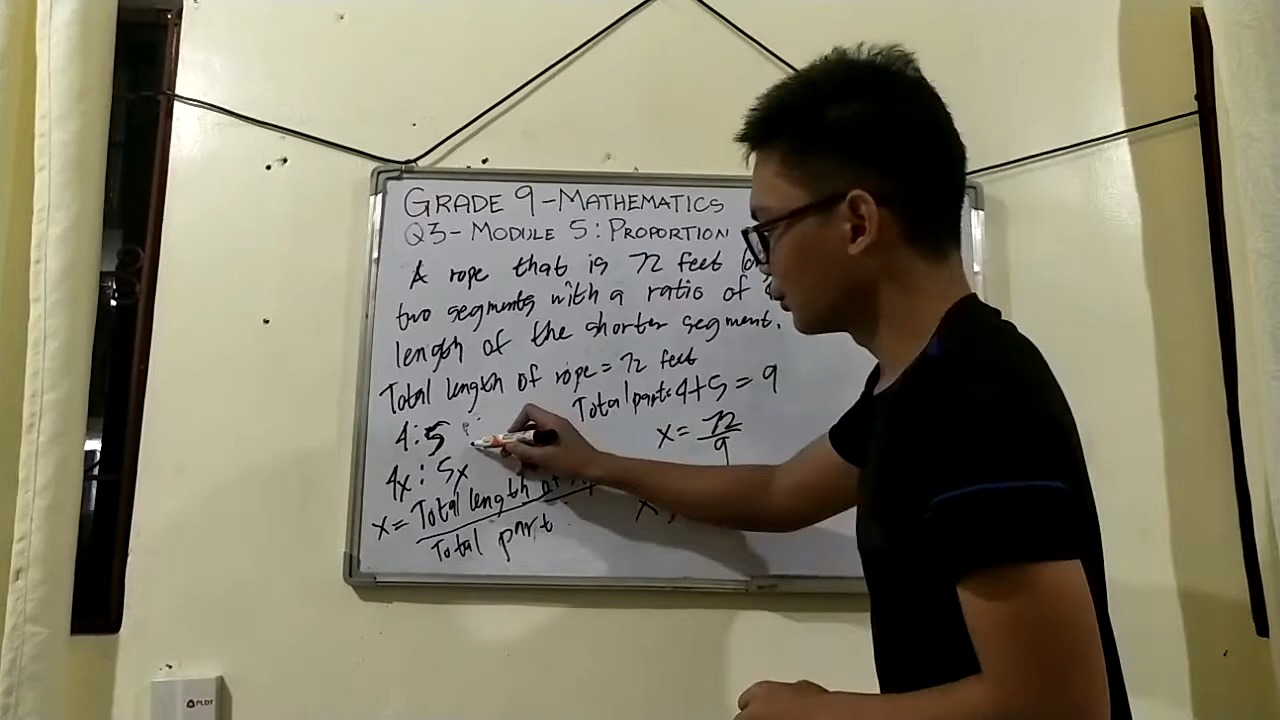 GRADE 9-MATHEMATICS
Q3-MODULE 5: PROPORTION
A rope that is 72 feet
two segments with a ratio of
length of the shorter segment.
Total length of rope = 72 feet
Total parts 4+5 = 9
4:5
x = 72
9
4x : 5x
x = Total length of
Total part
x
PLDT